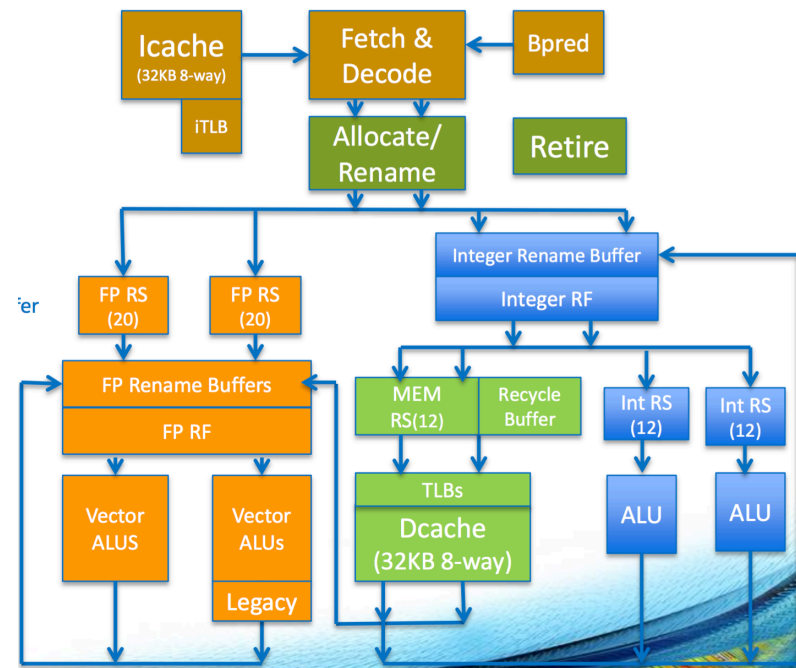 Icache
(32KB 8-way)
iTLB
Fetch &
Decode
Bpred
Allocate/
Rename
Retire
FP RS
(20)
FP RS
(20)
Integer Rename Buffer
Integer RF
FP Rename Buffers
FP RF
MEM
RS(12)
Recycle
Buffer
Int RS
(12)
Int RS
(12)
Vector
ALUS
Vector
ALUs
Legacy
TLBs
Dcache
(32KB 8-way)
ALU
ALU